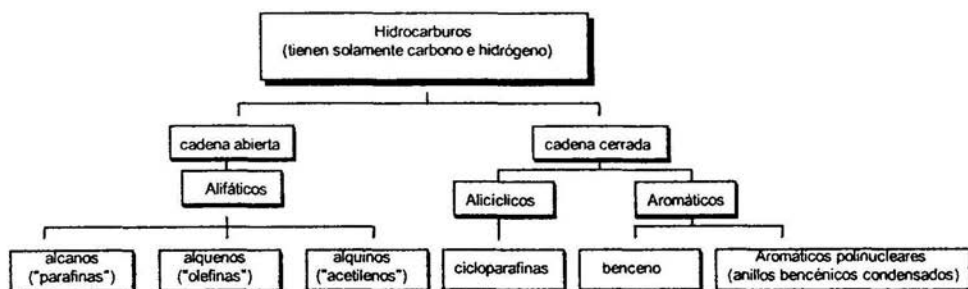 Hidrocarburos
(tienen solamente carbono e hidrógeno)
cadena abierta
cadena cerrada
Alifáticos
Alicíclicos
Aromáticos
alcanos
("parafinas")
alquenos
("olefinas")
alquinos
("acetilenos")
cicloparafinas
benceno
Aromáticos polinucleares
(anillos bencénicos condensados)